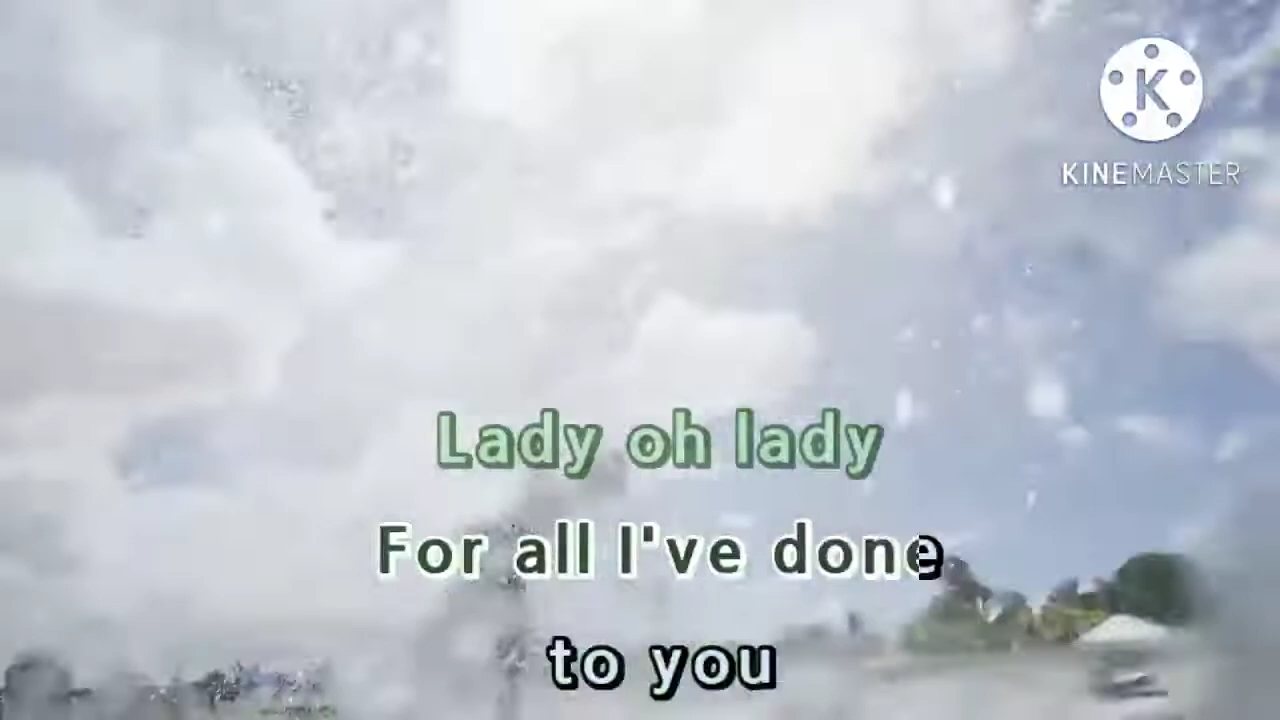 K
KINEMASTER
Lady oh lady
For all I've done
to you